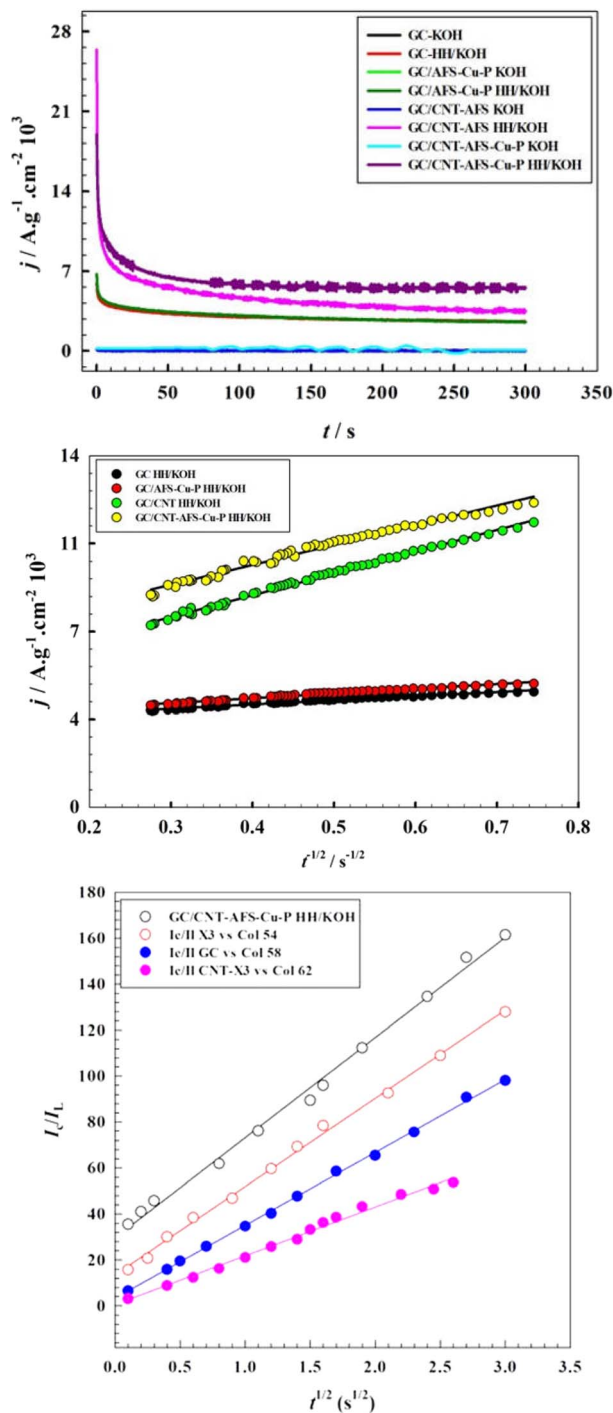 28
21
14
7
0
j / A.g-1.cm-2 103
GC-KOH
GC-HH/KOH
GC/AFS-Cu-P KOH
GC/AFS-Cu-P HH/KOH
GC/CNT-AFS KOH
GC/CNT-AFS HH/KOH
GC/CNT-AFS-Cu-P KOH
GC/CNT-AFS-Cu-P HH/KOH
0 50 100 150 200 250 300 350
t / s
14
11
7
4
0
j / A.g-1.cm-2 103
GC HH/KOH
GC/AFS-Cu-P HH/KOH
GC/CNT HH/KOH
GC/CNT-AFS-Cu-P HH/KOH
0.2 0.3 0.4 0.5 0.6 0.7 0.8
t-1/2 / s-1/2
180
160
140
120
100
80
60
40
20
0
Ic/IL
GC/CNT-AFS-Cu-P HH/KOH
Ic/Il X3 vs Col 54
Ic/Il GC vs Col 58
Ic/Il CNT-X3 vs Col 62
0.0 0.5 1.0 1.5 2.0 2.5 3.0 3.5
t1/2 (s1/2)